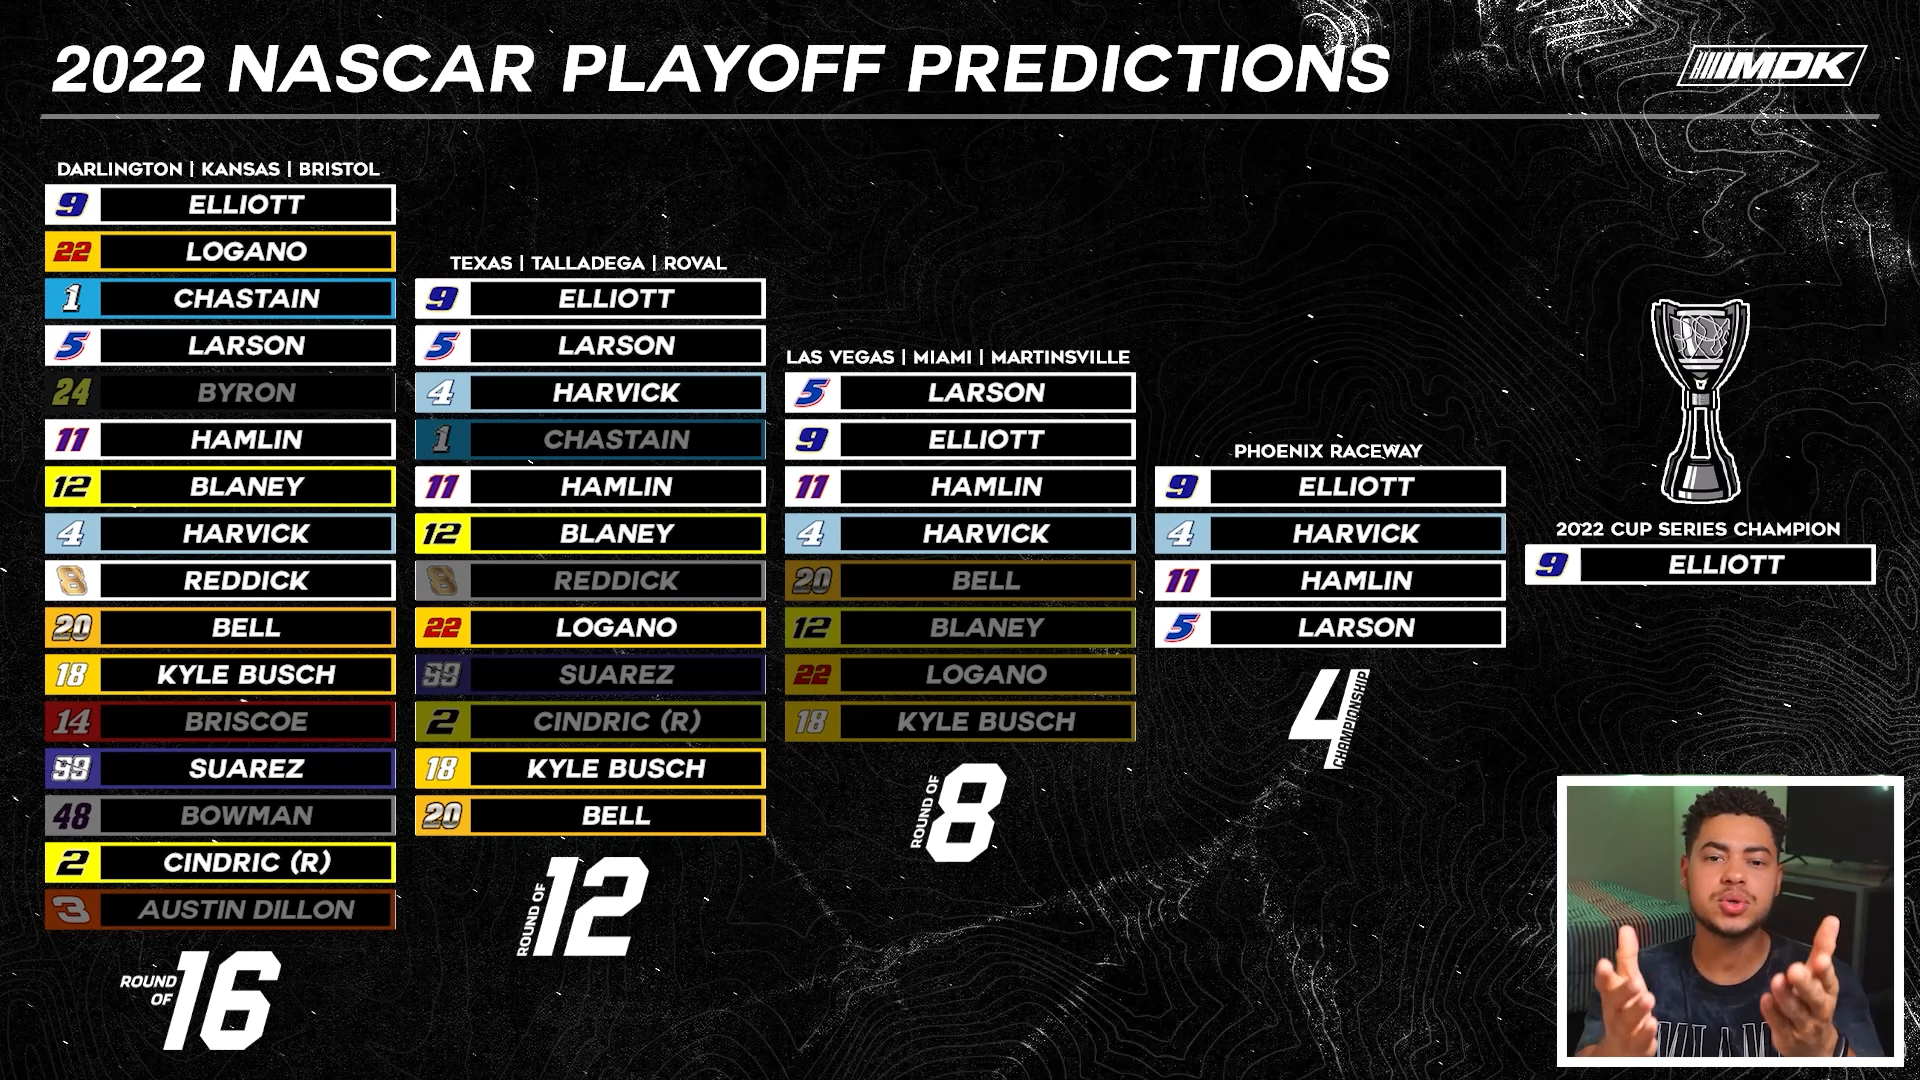 2022 NASCAR PLAYOFF PREDICTIONS
IMDK
DARLINGTON | KANSAS | BRISTOL
9 ELLIOTT
22 LOGANO
1 CHASTAIN
5 LARSON
24 BYRON
11 HAMLIN
12 BLANEY
4 HARVICK
8 REDDICK
20 BELL
18 KYLE BUSCH
14 BRISCOE
99 SUAREZ
48 BOWMAN
2 CINDRIC (R)
3 AUSTIN DILLON
ROUND OF 16
TEXAS | TALLADEGA | ROVAL
9 ELLIOTT
5 LARSON
4 HARVICK
1 CHASTAIN
11 HAMLIN
12 BLANEY
8 REDDICK
22 LOGANO
99 SUAREZ
2 CINDRIC (R)
18 KYLE BUSCH
20 BELL
ROUND OF 12
LAS VEGAS | MIAMI | MARTINSVILLE
5 LARSON
9 ELLIOTT
11 HAMLIN
4 HARVICK
20 BELL
12 BLANEY
22 LOGANO
18 KYLE BUSCH
ROUND OF 8
PHOENIX RACEWAY
9 ELLIOTT
4 HARVICK
11 HAMLIN
5 LARSON
CHAMPIONSHIP 4
2022 CUP SERIES CHAMPION
9 ELLIOTT